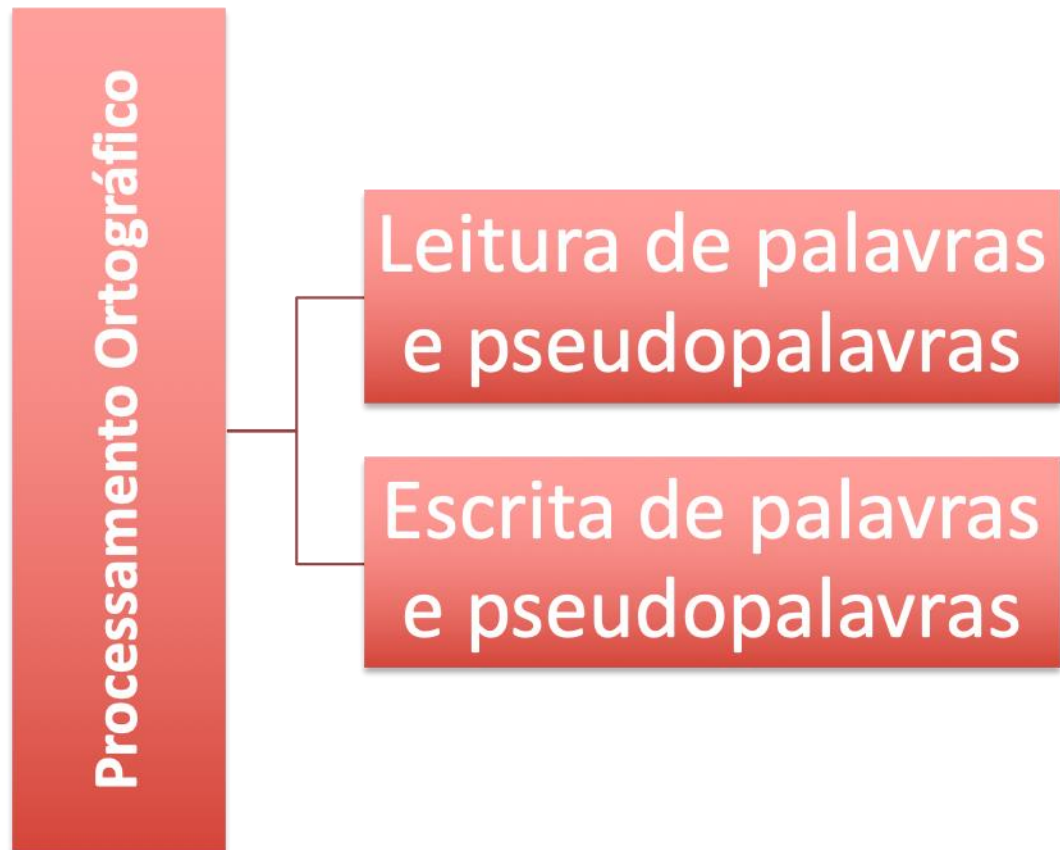 Processamento Ortográfico
Leitura de palavras
e pseudopalavras
Escrita de palavras
e pseudopalavras